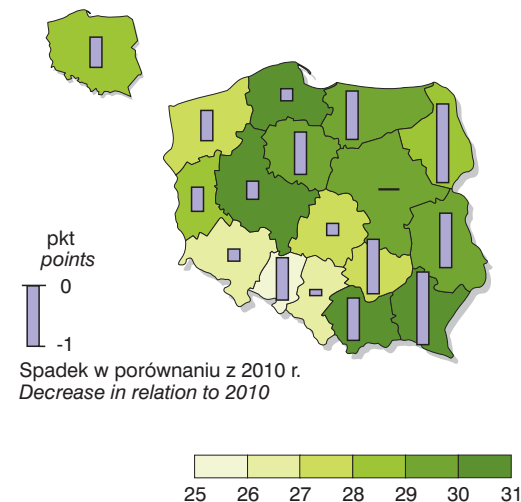 pkt
points
0
-1
Spadek w porównaniu z 2010 r.
Decrease in relation to 2010
25 26 27 28 29 30 31